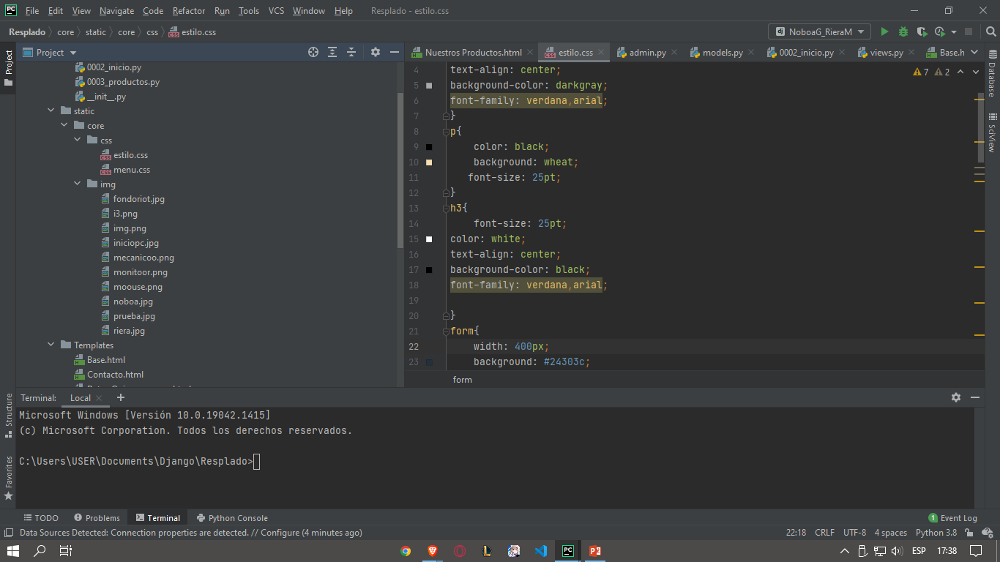 PC File Edit View Navigate Code Refactor Run Tools VCS Window Help Resplado - estilo.css
Resplado core static core css estilo.css NoboaG_RieraM
Project Nuestros Productos.html estilo.css admin.py models.py 0002_inicio.py views.py Base.h
Project
Database
SciView
Structure
Favorites
0002_inicio.py
0003_productos.py
__init__.py
static
core
css
estilo.css
menu.css
img
fondoriot.jpg
i3.png
img.png
iniciopc.jpg
mecanicoo.png
monitoor.png
moouse.png
noboa.jpg
prueba.jpg
riera.jpg
Templates
Base.html
Contacto.html
7 2
4 text-align: center;
5 background-color: darkgray;
6 font-family: verdana,arial;
7 }
8 p{
9 color: black;
10 background: wheat;
11 font-size: 25pt;
12 }
13 h3{
14 font-size: 25pt;
15 color: white;
16 text-align: center;
17 background-color: black;
18 font-family: verdana,arial;
19
20 }
21 form{
22 width: 400px;
23 background: #24303c;
form
Terminal: Local +
Microsoft Windows [Versión 10.0.19042.1415]
(c) Microsoft Corporation. Todos los derechos reservados.
C:\Users\USER\Documents\Django\Resplado>
TODO Problems Terminal Python Console 1 Event Log
Data Sources Detected: Connection properties are detected. // Configure (4 minutes ago) 22:18 CRLF UTF-8 4 spaces Python 3.8
ESP 17:38